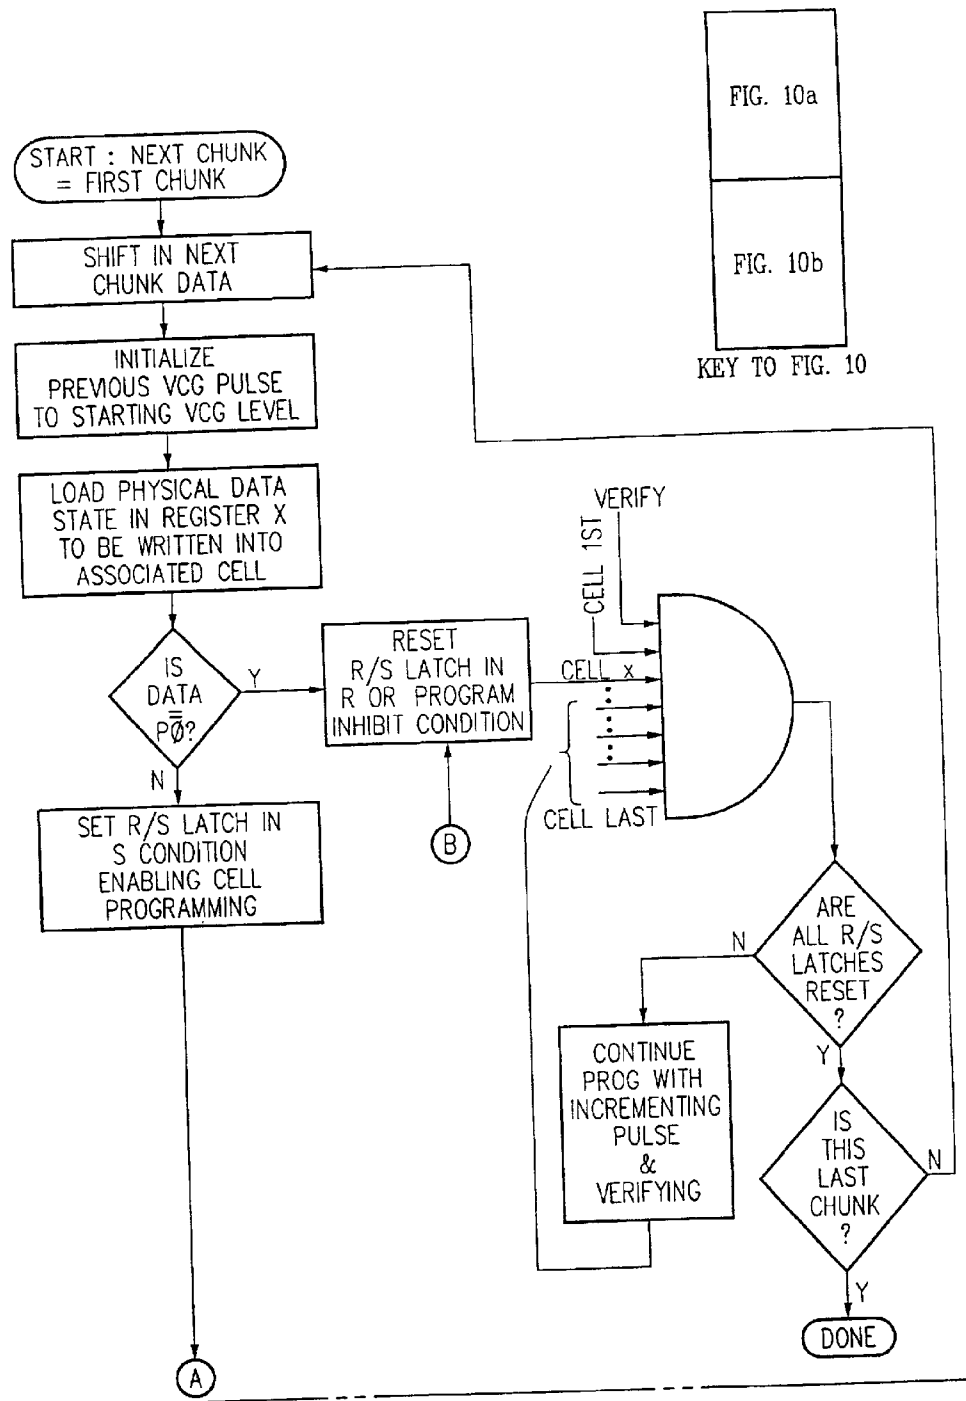 FIG. 10a
FIG. 10b
KEY TO FIG. 10
START : NEXT CHUNK
= FIRST CHUNK
SHIFT IN NEXT
CHUNK DATA
INITIALIZE
PREVIOUS VCG PULSE
TO STARTING VCG LEVEL
LOAD PHYSICAL DATA
STATE IN REGISTER X
TO BE WRITTEN INTO
ASSOCIATED CELL
IS
DATA
=
PØ?
Y
N
RESET
R/S LATCH IN
R OR PROGRAM
INHIBIT CONDITION
B
SET R/S LATCH IN
S CONDITION
ENABLING CELL
PROGRAMMING
A
VERIFY
CELL 1ST
CELL X
CELL LAST
ARE
ALL R/S
LATCHES
RESET
?
N
Y
CONTINUE
PROG WITH
INCREMENTING
PULSE
&
VERIFYING
IS
THIS
LAST
CHUNK
?
N
Y
DONE